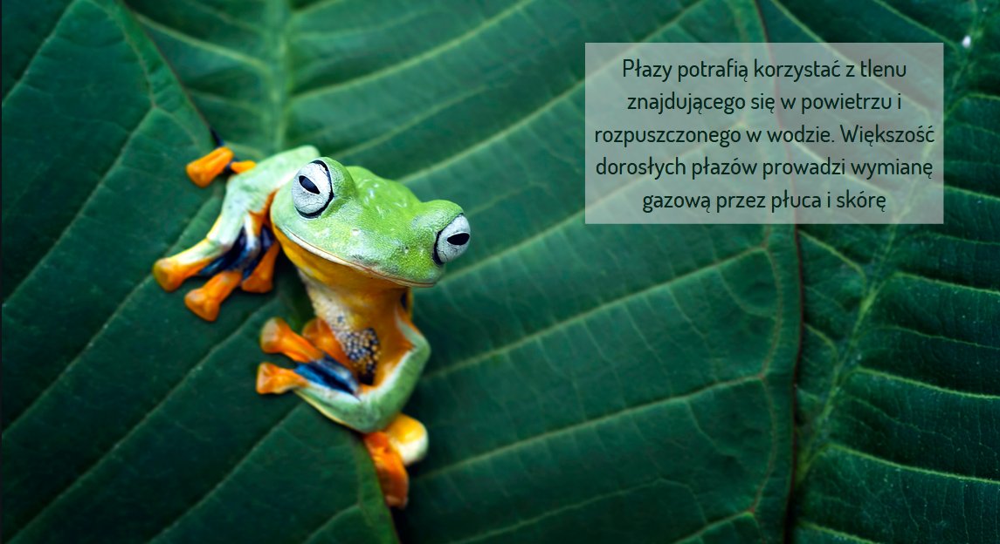 Płazy potrafią korzystać z tlenu
znajdującego się w powietrzu i
rozpuszczonego w wodzie. Większość
dorosłych płazów prowadzi wymianę
gazową przez płuca i skórę